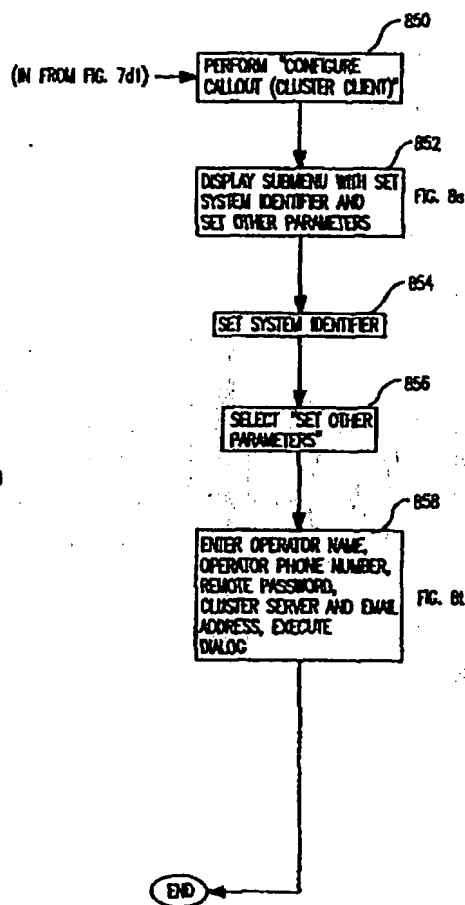 850
(IN FROM FIG. 7d1)
PERFORM "CONFIGURE
CALLOUT (CLUSTER CLIENT)"
852
DISPLAY SUBMENU WITH SET
SYSTEM IDENTIFIER AND
SET OTHER PARAMETERS
FIG. 8s
854
SET SYSTEM IDENTIFIER
856
SELECT "SET OTHER
PARAMETERS"
858
ENTER OPERATOR NAME,
OPERATOR PHONE NUMBER,
REMOTE PASSWORD,
CLUSTER SERVER AND EMAIL
ADDRESS, EXECUTE
DIALOG
FIG. 8t
END